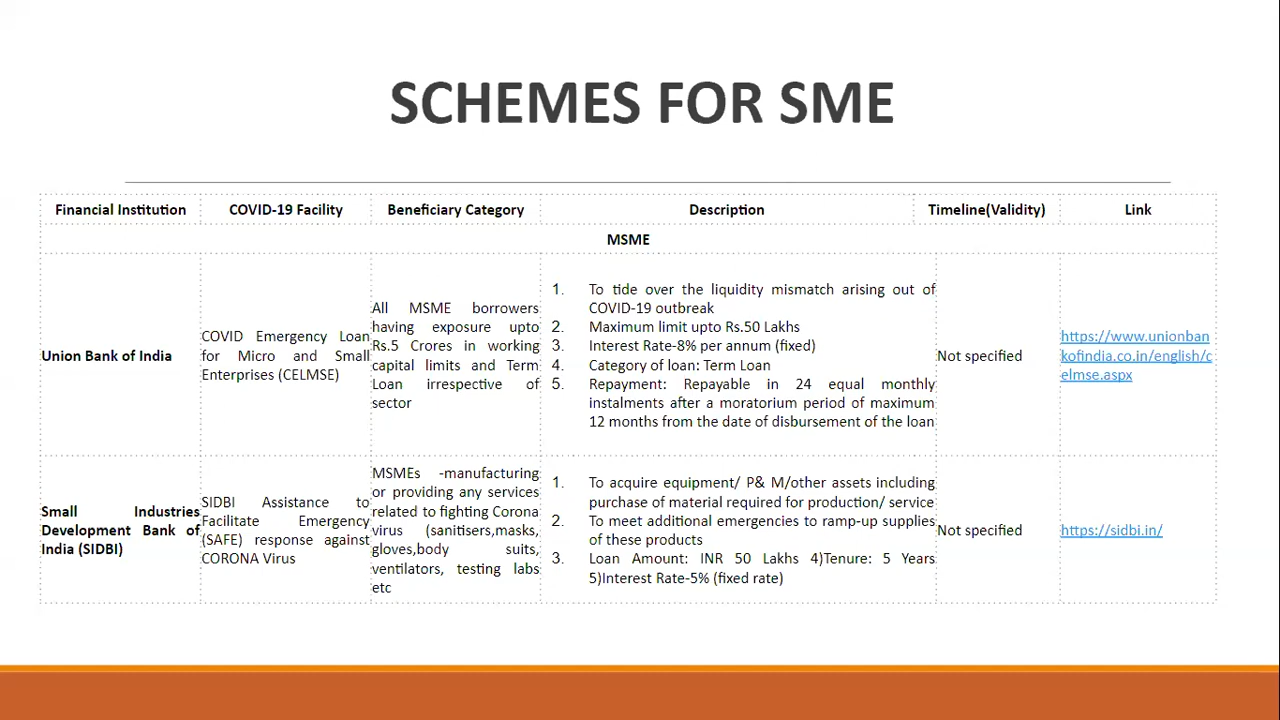 SCHEMES FOR SME
Financial Institution COVID-19 Facility Beneficiary Category Description Timeline(Validity) Link
MSME
Union Bank of India
COVID Emergency Loan
for Micro and Small
Enterprises (CELMSE)
All MSME borrowers
having exposure upto
Rs.5 Crores in working
capital limits and Term
Loan irrespective of
sector
1. To tide over the liquidity mismatch arising out of
COVID-19 outbreak
2. Maximum limit upto Rs.50 Lakhs
3. Interest Rate-8% per annum (fixed)
4. Category of loan: Term Loan
5. Repayment: Repayable in 24 equal monthly
instalments after a moratorium period of maximum
12 months from the date of disbursement of the loan
Not specified
https://www.unionban
kofindia.co.in/english/c
elmse.aspx
Small Industries
Development Bank of
India (SIDBI)
SIDBI Assistance to
Facilitate Emergency
(SAFE) response against
CORONA Virus
MSMEs -manufacturing
or providing any services
related to fighting Corona
virus (sanitisers,masks,
gloves,body suits,
ventilators, testing labs
etc
1. To acquire equipment/ P& M/other assets including
purchase of material required for production/ service
2. To meet additional emergencies to ramp-up supplies
of these products
3. Loan Amount: INR 50 Lakhs 4)Tenure: 5 Years
5)Interest Rate-5% (fixed rate)
Not specified
https://sidbi.in/